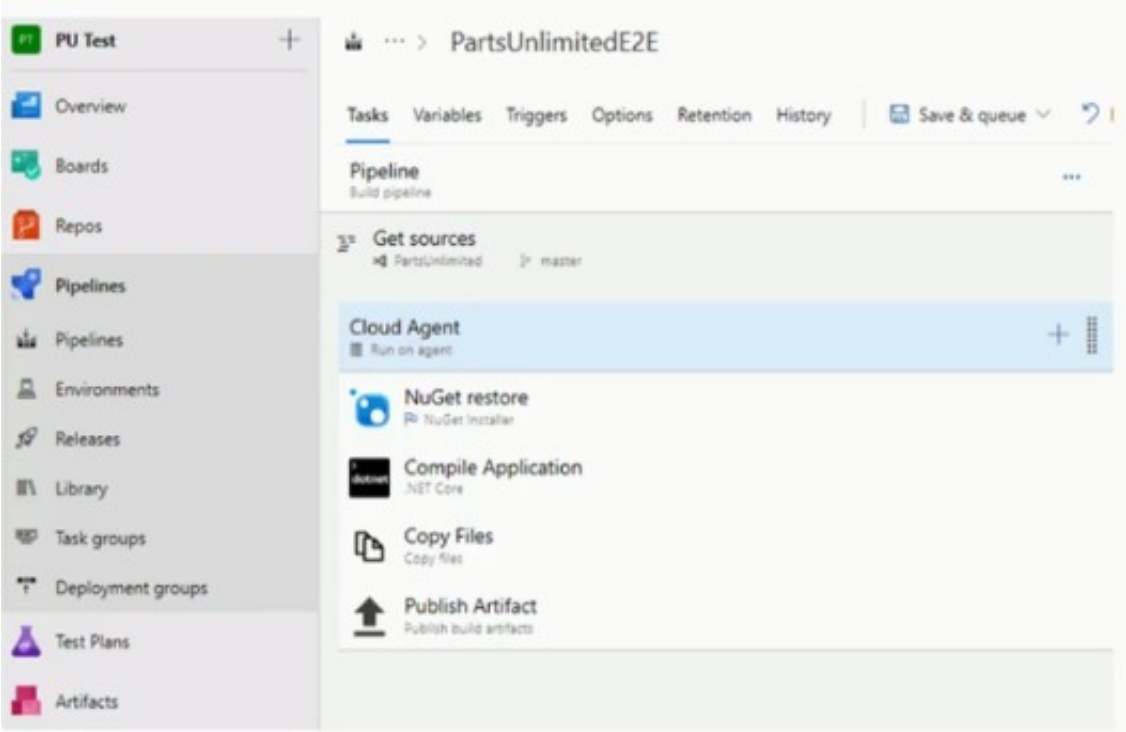 PT PU Test +
Overview
Boards
Repos
Pipelines
Pipelines
Environments
Releases
Library
Task groups
Deployment groups
Test Plans
Artifacts
... > PartsUnlimitedE2E
Tasks Variables Triggers Options Retention History Save & queue
Pipeline
Build pipeline
Get sources
PartsUnlimited master
Cloud Agent
Run on agent
NuGet restore
NuGet Installer
Compile Application
dotnet
.NET Core
Copy Files
Copy files
Publish Artifact
Publish build artifacts